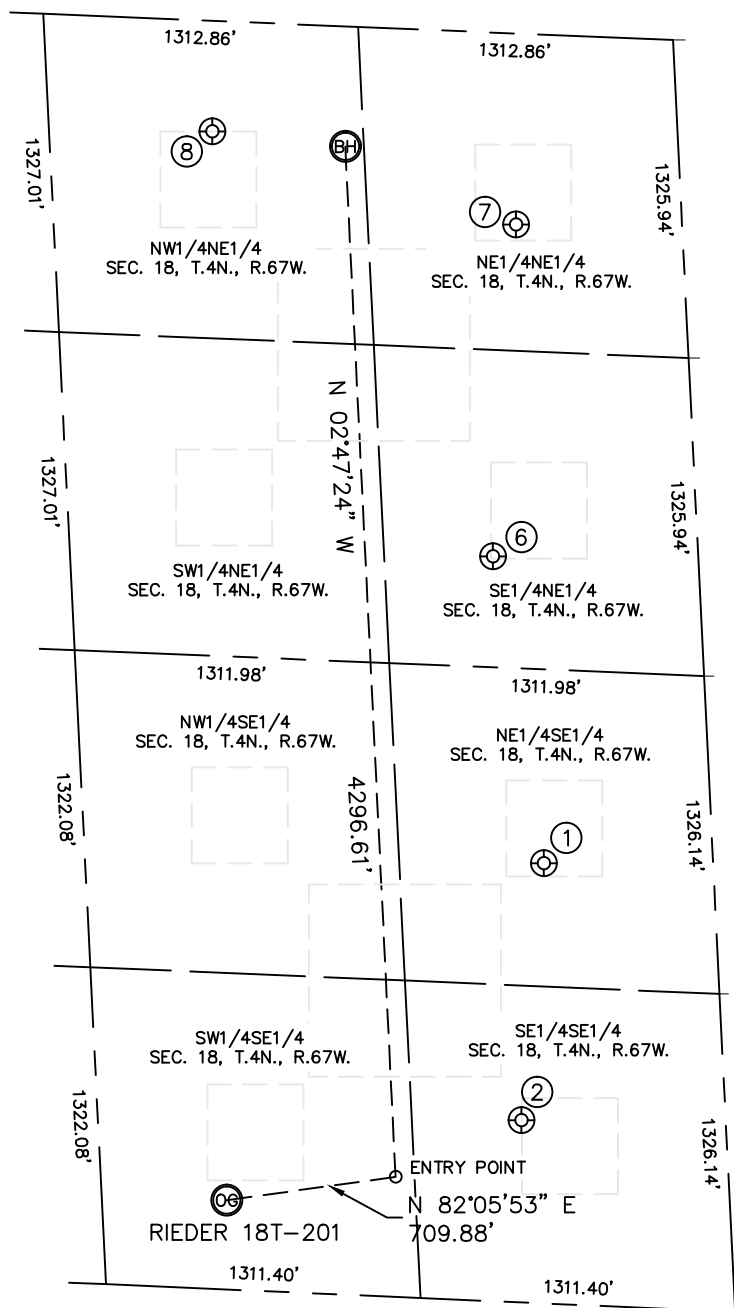 1312.86'
1312.86'
1327.01'
1325.94'
8
BH
7
NW1/4NE1/4
SEC. 18, T.4N., R.67W.
NE1/4NE1/4
SEC. 18, T.4N., R.67W.
N 02°47'24" W
1327.01'
1325.94'
6
SW1/4NE1/4
SEC. 18, T.4N., R.67W.
SE1/4NE1/4
SEC. 18, T.4N., R.67W.
1311.98'
1311.98'
NW1/4SE1/4
SEC. 18, T.4N., R.67W.
NE1/4SE1/4
SEC. 18, T.4N., R.67W.
1322.08'
4296.61'
1326.14'
1
SW1/4SE1/4
SEC. 18, T.4N., R.67W.
SE1/4SE1/4
SEC. 18, T.4N., R.67W.
1322.08'
1326.14'
2
ENTRY POINT
OG
N 82°05'53" E
709.88'
RIEDER 18T-201
1311.40'
1311.40'